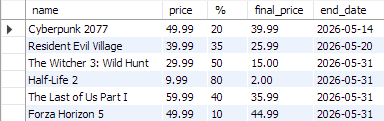 name price % final_price end_date
Cyberpunk 2077 49.99 20 39.99 2026-05-14
Resident Evil Village 39.99 35 25.99 2026-05-20
The Witcher 3: Wild Hunt 29.99 50 15.00 2026-05-31
Half-Life 2 9.99 80 2.00 2026-05-31
The Last of Us Part I 59.99 40 35.99 2026-05-31
Forza Horizon 5 49.99 10 44.99 2026-05-31